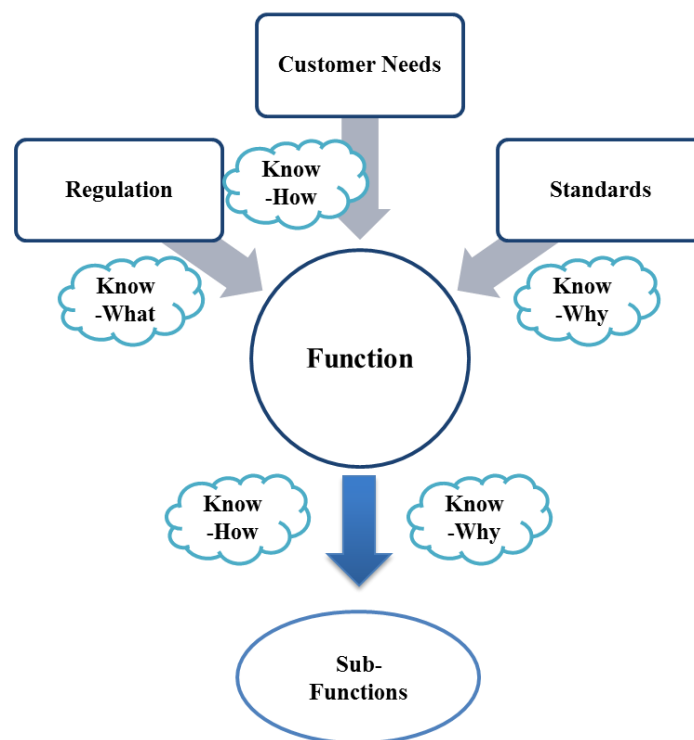 Customer Needs
Regulation
Know
-How
Standards
Know
-What
Know
-Why
Function
Know
-How
Know
-Why
Sub-
Functions